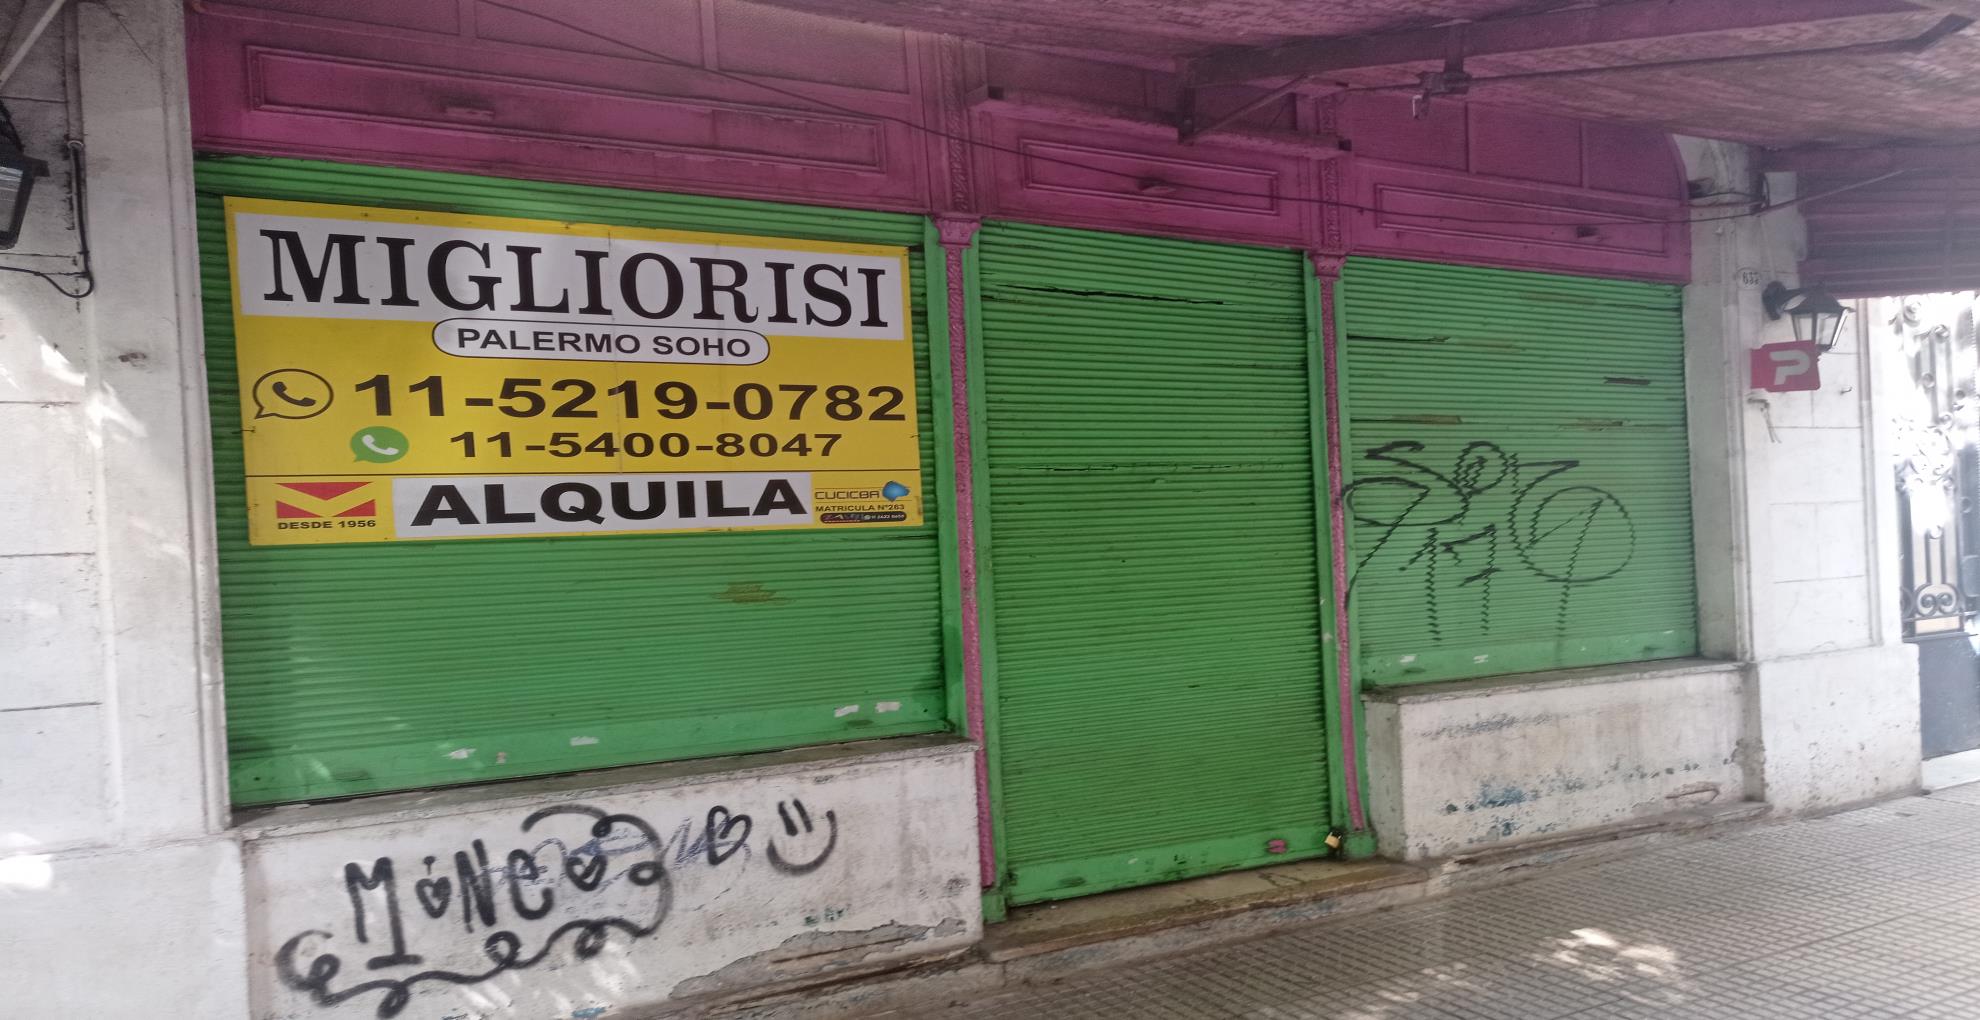 MIGLIORISI
PALERMO SOHO
11-5219-0782
11-5400-8047
DESDE 1956
ALQUILA
CUCICBA
MATRICULA N°263
P